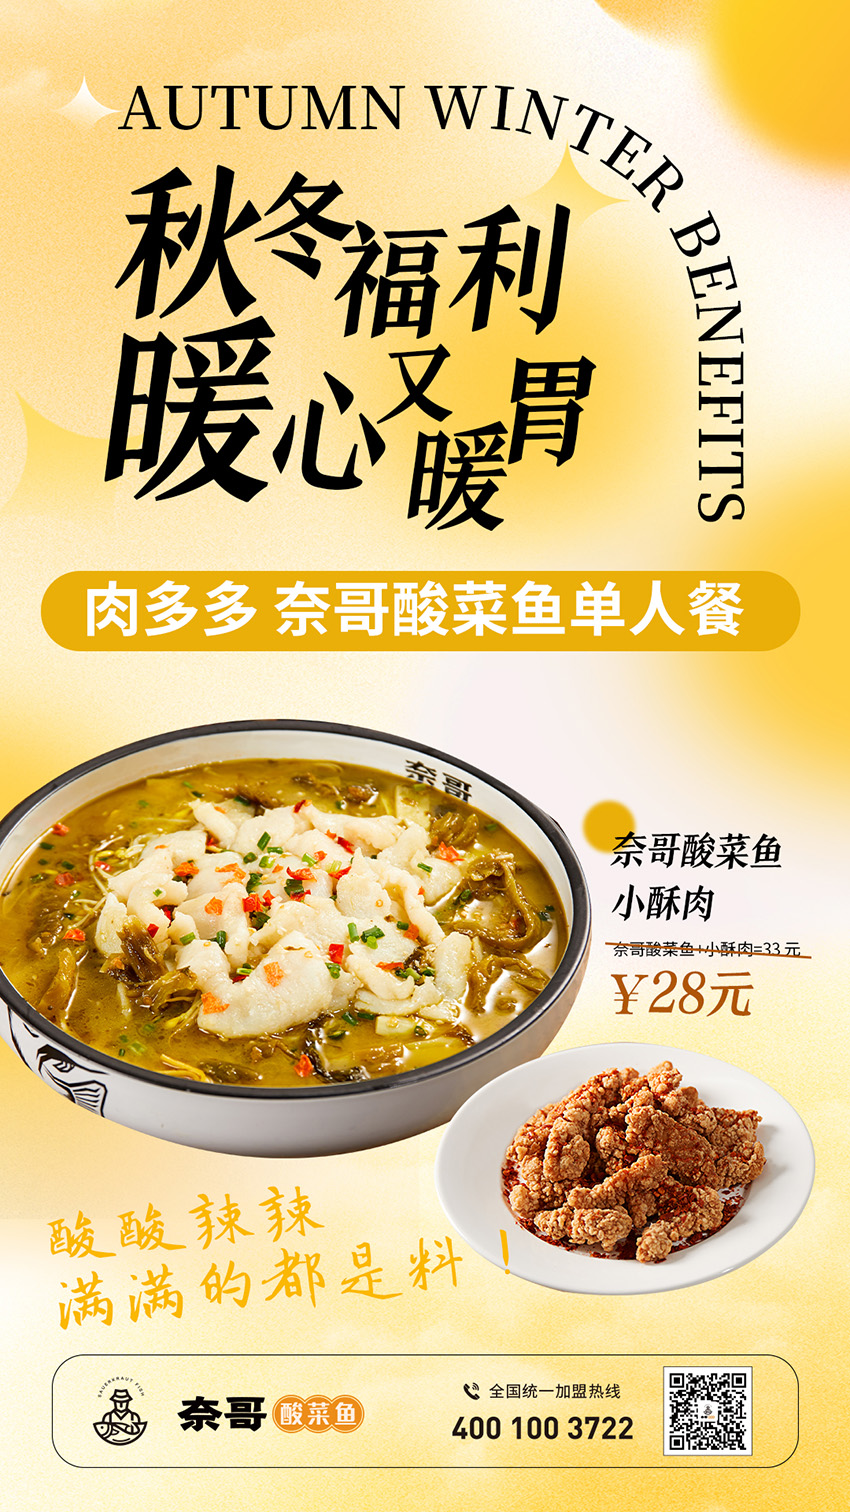 AUTUMN WINTER BENEFITS
秋冬福利
暖心又暖胃
肉多多 奈哥酸菜鱼单人餐
奈哥
奈哥酸菜鱼
小酥肉
奈哥酸菜鱼+小酥肉=33 元
¥28元
酸酸辣辣
满满的都是料！
SAUERKRAUT FISH
奈哥 酸菜鱼
全国统一加盟热线
400 100 3722